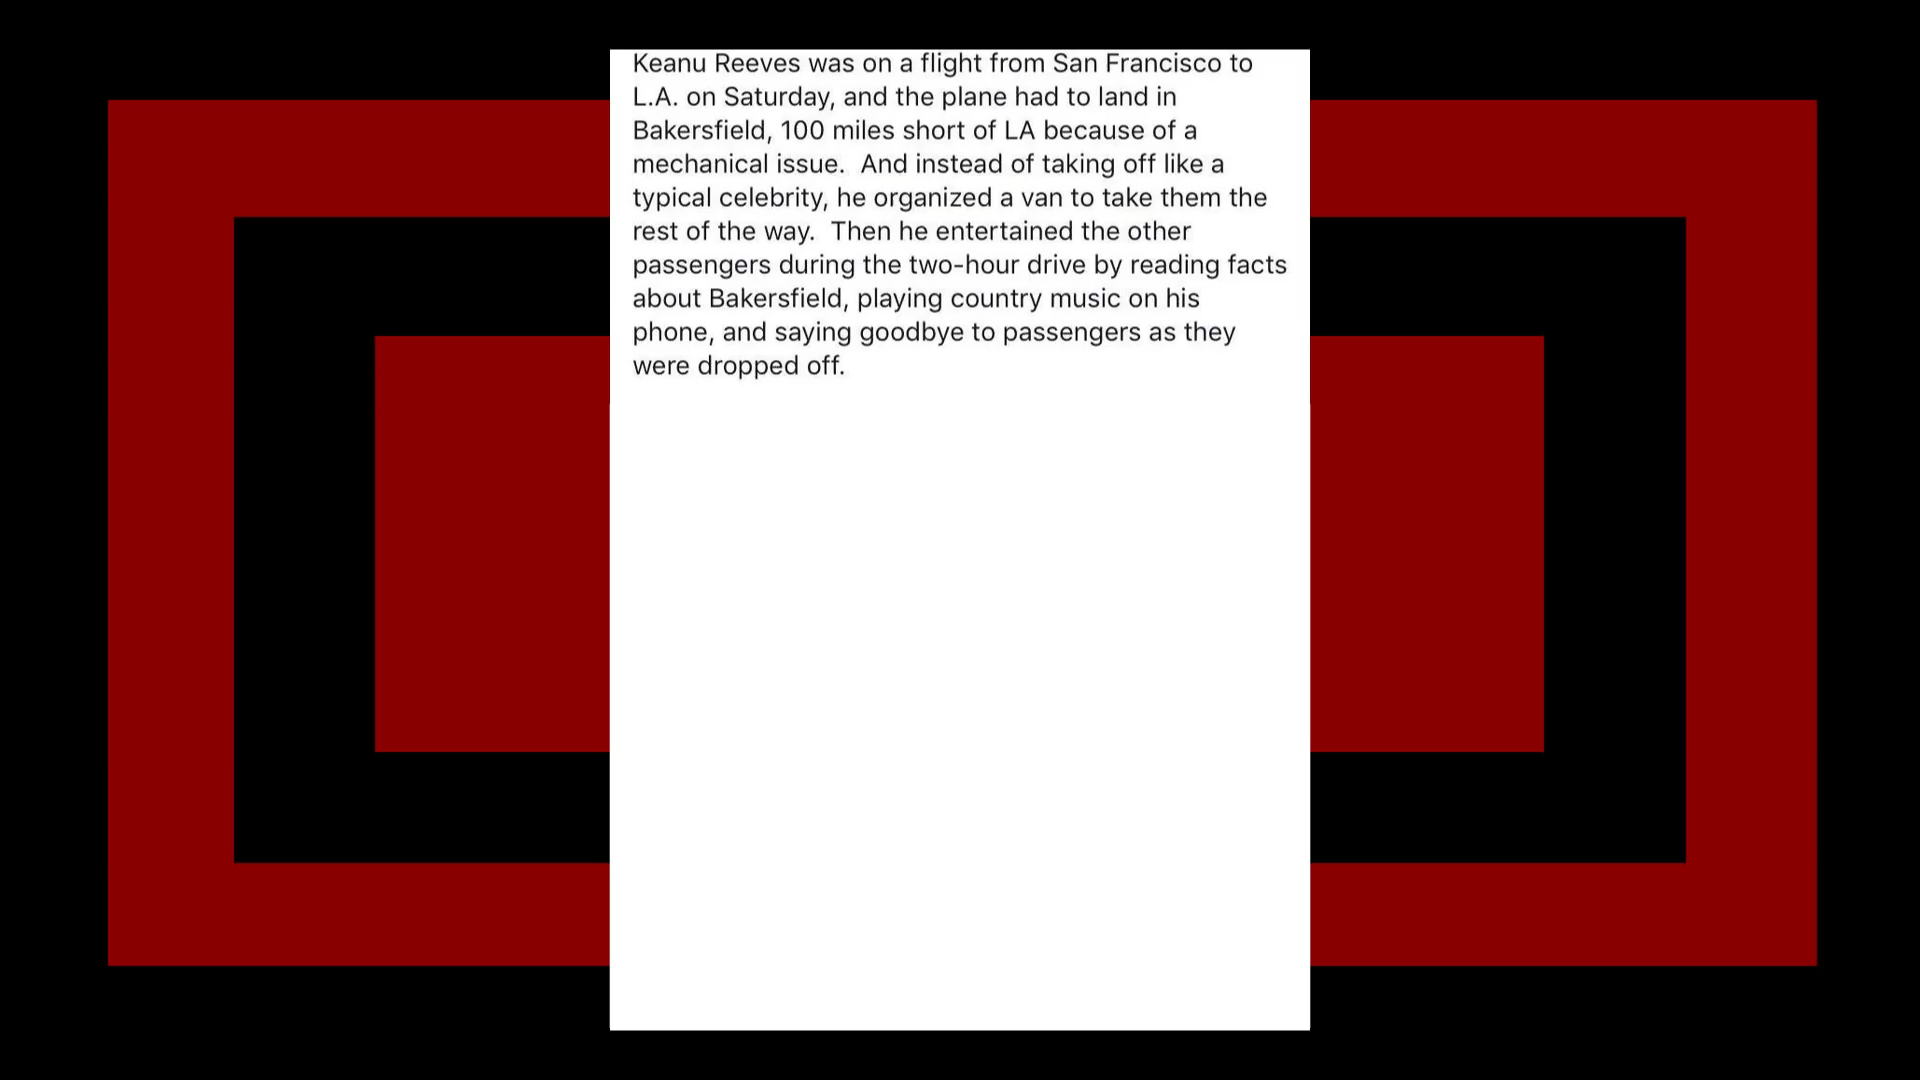 Keanu Reeves was on a flight from San Francisco to
L.A. on Saturday, and the plane had to land in
Bakersfield, 100 miles short of LA because of a
mechanical issue.  And instead of taking off like a
typical celebrity, he organized a van to take them the
rest of the way.  Then he entertained the other
passengers during the two-hour drive by reading facts
about Bakersfield, playing country music on his
phone, and saying goodbye to passengers as they
were dropped off.